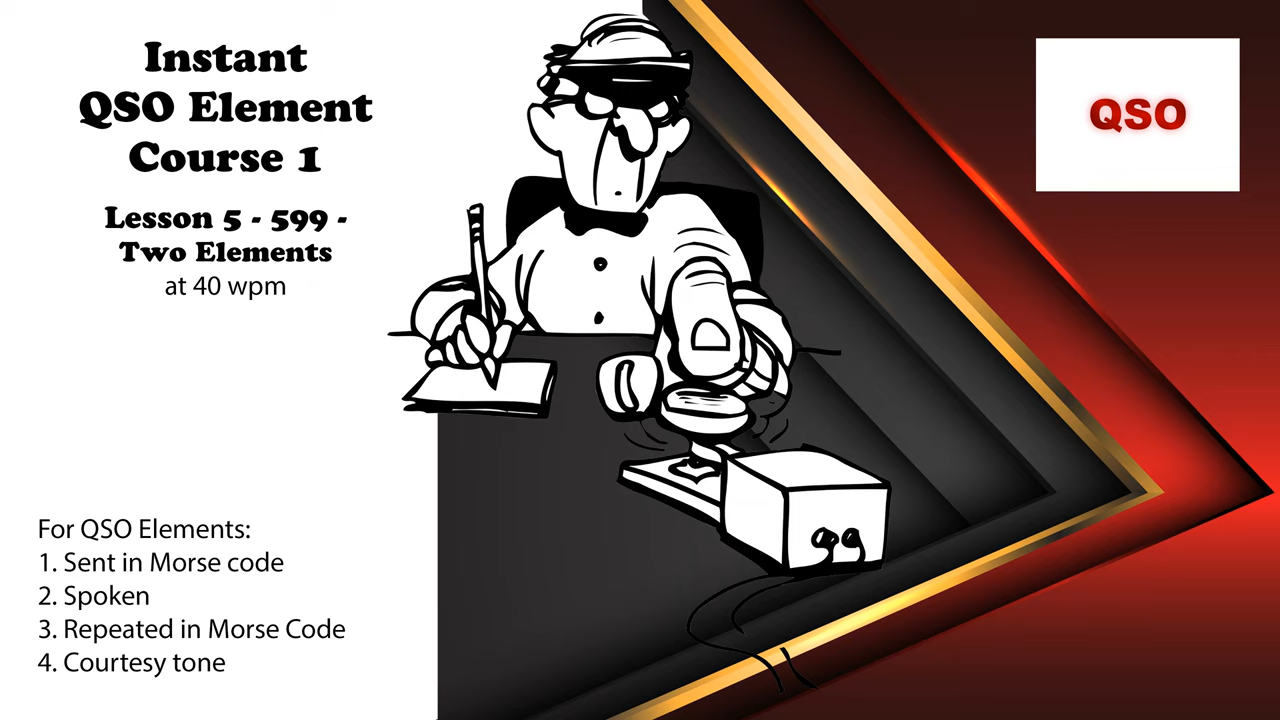 Instant
QSO Element
Course 1
Lesson 5 - 599 -
Two Elements
at 40 wpm
QSO
For QSO Elements:
1. Sent in Morse code
2. Spoken
3. Repeated in Morse Code
4. Courtesy tone